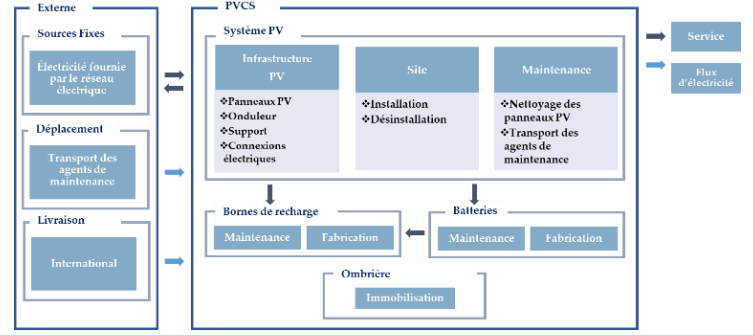 Externe
Sources Fixes
Électricité fournie
par le réseau
électrique
Déplacement
Transport des
agents de
maintenance
Livraison
International
PVCS
Système PV
Infrastructure
PV
❖Panneaux PV
❖Onduleur
❖Support
❖Connexions
électriques
Site
❖Installation
❖Désinstallation
Maintenance
❖Nettoyage des
panneaux PV
❖Transport des
agents de
maintenance
Bornes de recharge
Maintenance
Fabrication
Batteries
Maintenance
Fabrication
Ombrière
Immobilisation
Service
Flux
d'électricité